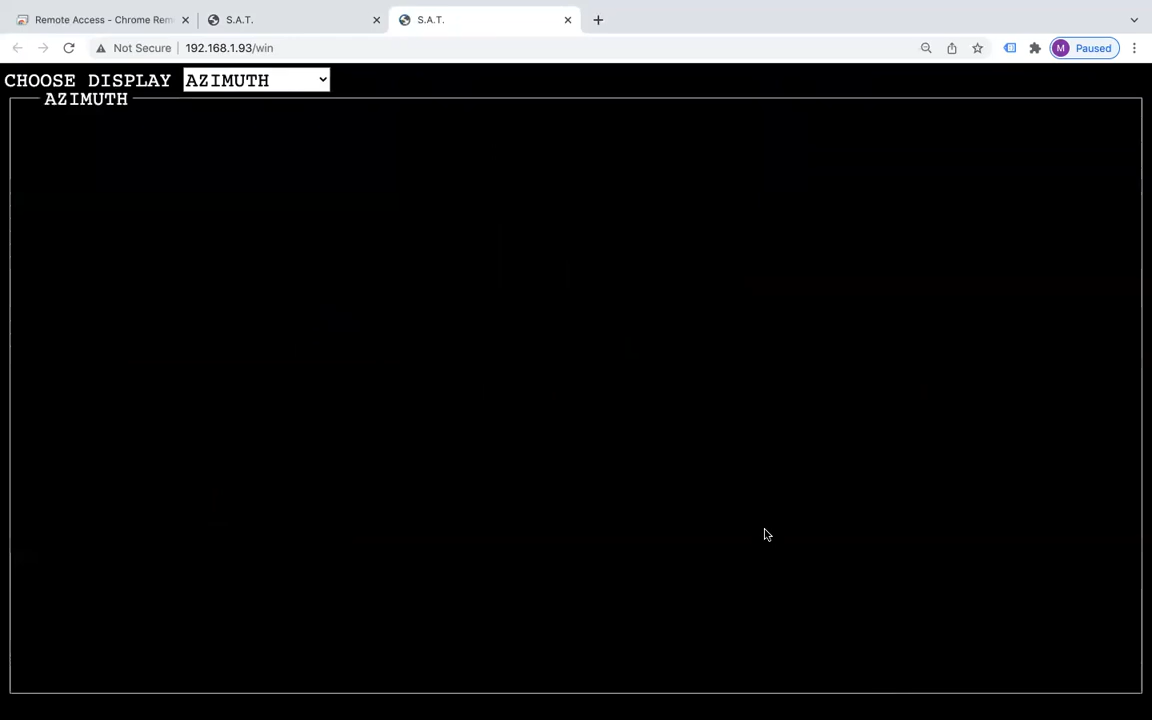 Remote Access - Chrome Rem
S.A.T.
S.A.T.
Not Secure
192.168.1.93/win
M
Paused
CHOOSE DISPLAY AZIMUTH
AZIMUTH